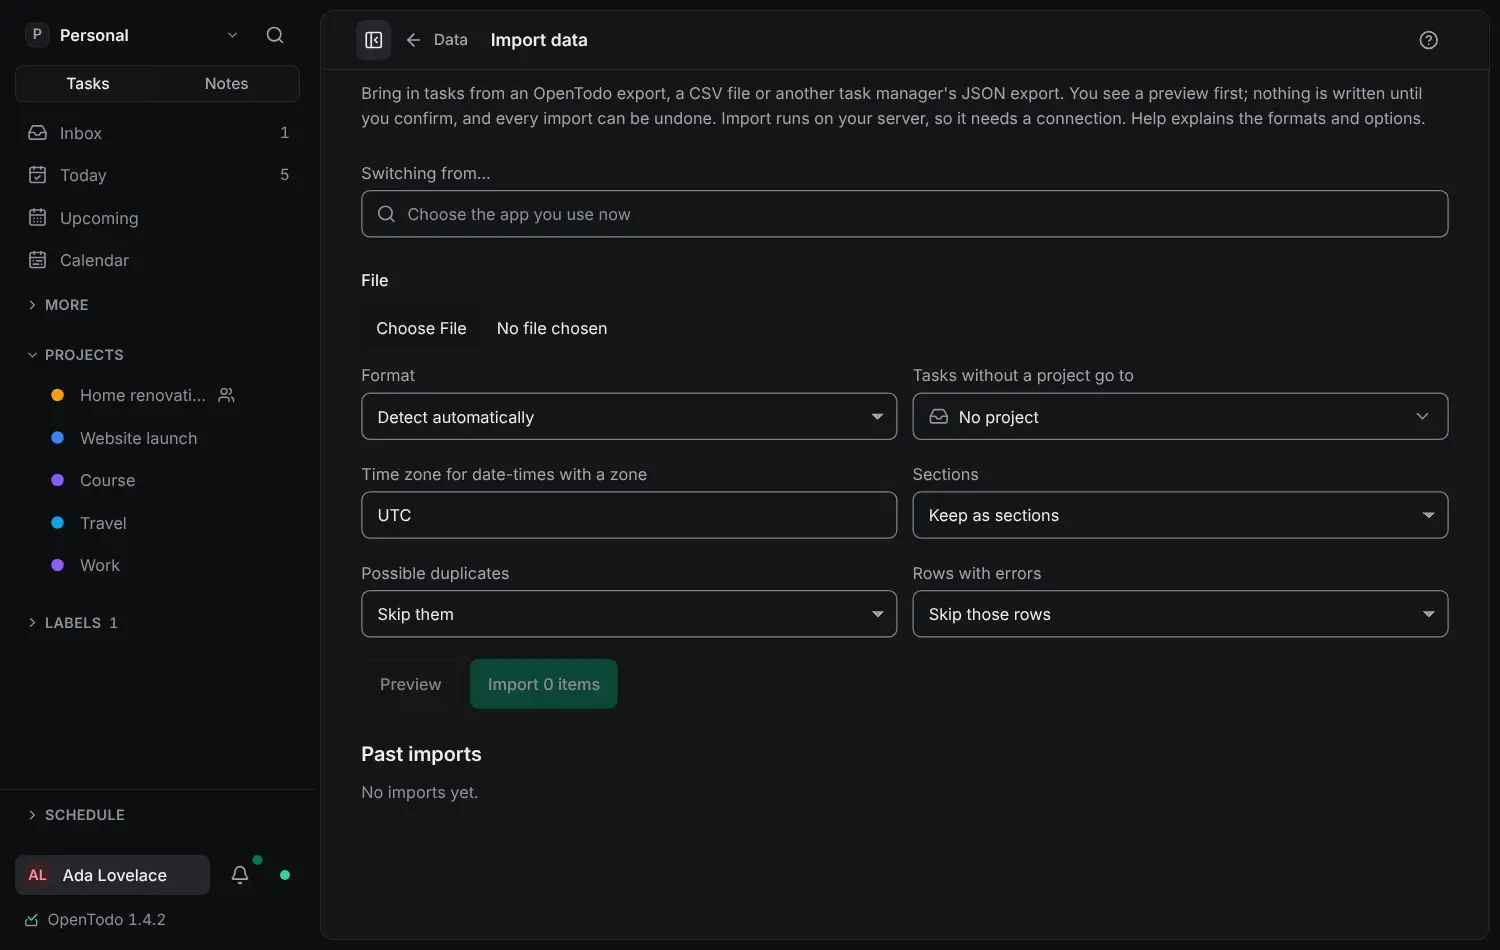 P Personal
Tasks Notes
Inbox 1
Today 5
Upcoming
Calendar
MORE
PROJECTS
Home renovati...
Website launch
Course
Travel
Work
LABELS 1
SCHEDULE
AL Ada Lovelace
OpenTodo 1.4.2
Data Import data
Bring in tasks from an OpenTodo export, a CSV file or another task manager's JSON export. You see a preview first; nothing is written until
you confirm, and every import can be undone. Import runs on your server, so it needs a connection. Help explains the formats and options.
Switching from...
Choose the app you use now
File
Choose File No file chosen
Format Tasks without a project go to
Detect automatically No project
Time zone for date-times with a zone Sections
UTC Keep as sections
Possible duplicates Rows with errors
Skip them Skip those rows
Preview Import 0 items
Past imports
No imports yet.